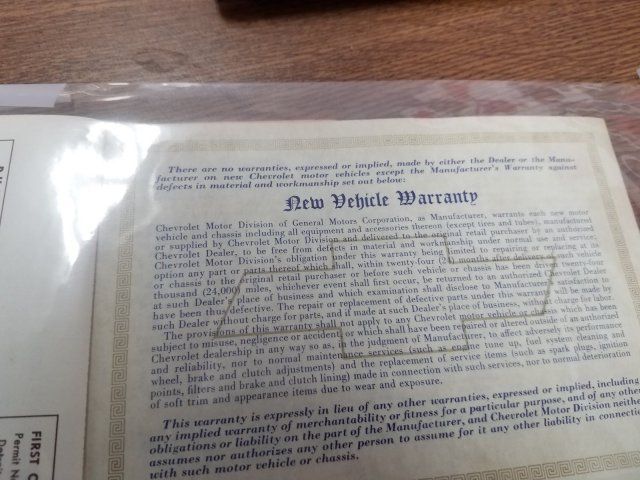 There are no warranties, expressed or implied, made by either the Dealer or the Manu-
facturer on new Chevrolet motor vehicles except the Manufacturer's Warranty against
defects in material and workmanship set out below:
New Vehicle Warranty
Chevrolet Motor Division of General Motors Corporation, as Manufacturer, warrants each new motor
vehicle and chassis including all equipment and accessories thereon (except tires and tubes), manufactured
or supplied by Chevrolet Motor Division and delivered to the original retail purchaser by an authorized
Chevrolet Dealer, to be free from defects in material and workmanship under normal use and service.
Chevrolet Motor Division's obligation under this warranty being limited to repairing or replacing at its
option any part or parts thereof which shall, within twenty-four (24) months after delivery of such vehicle
or chassis to the original retail purchaser or before such vehicle or chassis has been driven twenty-four
thousand (24,000) miles, whichever event shall first occur, be returned to an authorized Chevrolet Dealer
at such Dealer's place of business and which examination shall disclose to Manufacturer's satisfaction to
have been thus defective. The repair or replacement of defective parts under this warranty will be made by
such Dealer without charge for parts, and if made at such Dealer's place of business, without charge for labor.
The provisions of this warranty shall not apply to any Chevrolet motor vehicle or chassis which has been
subject to misuse, negligence or accident or which shall have been repaired or altered outside of an authorized
Chevrolet dealership in any way so as, in the judgment of Manufacturer, to affect adversely its performance
and reliability, nor to normal maintenance services (such as engine tune up, fuel system cleaning and
wheel, brake and clutch adjustments) and the replacement of service items (such as spark plugs, ignition
points, filters and brake and clutch lining) made in connection with such services, nor to normal deterioration
of soft trim and appearance items due to wear and exposure.
This warranty is expressly in lieu of any other warranties, expressed or implied, including
any implied warranty of merchantability or fitness for a particular purpose, and of any other
obligations or liability on the part of the Manufacturer, and Chevrolet Motor Division neithe
assumes nor authorizes any other person to assume for it any other liability in connectio
with such motor vehicle or chassis.
FIRST C
Permit N
Detroit